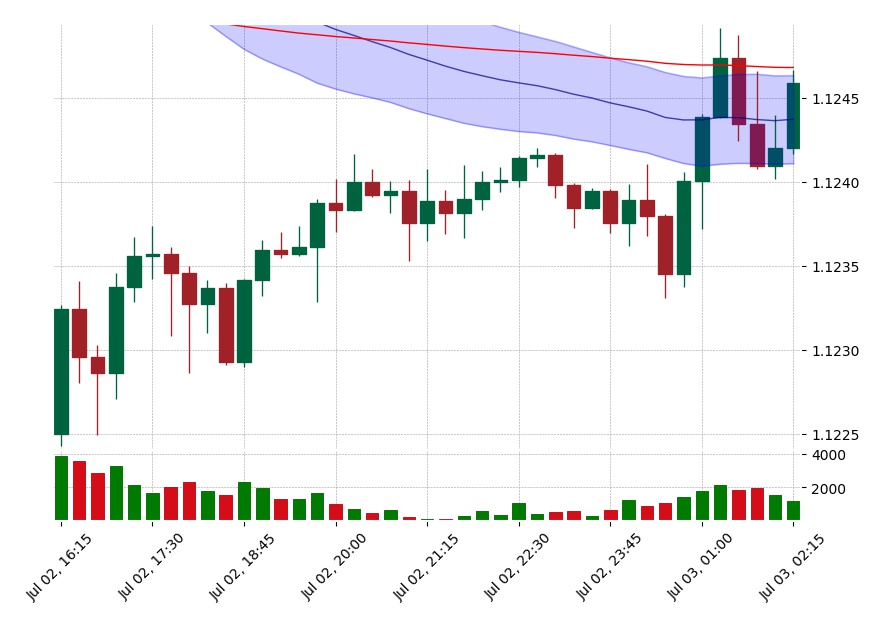 1.1245
1.1240
1.1235
1.1230
1.1225
4000
2000
Jul 02, 16:15
Jul 02, 17:30
Jul 02, 18:45
Jul 02, 20:00
Jul 02, 21:15
Jul 02, 22:30
Jul 02, 23:45
Jul 03, 01:00
Jul 03, 02:15